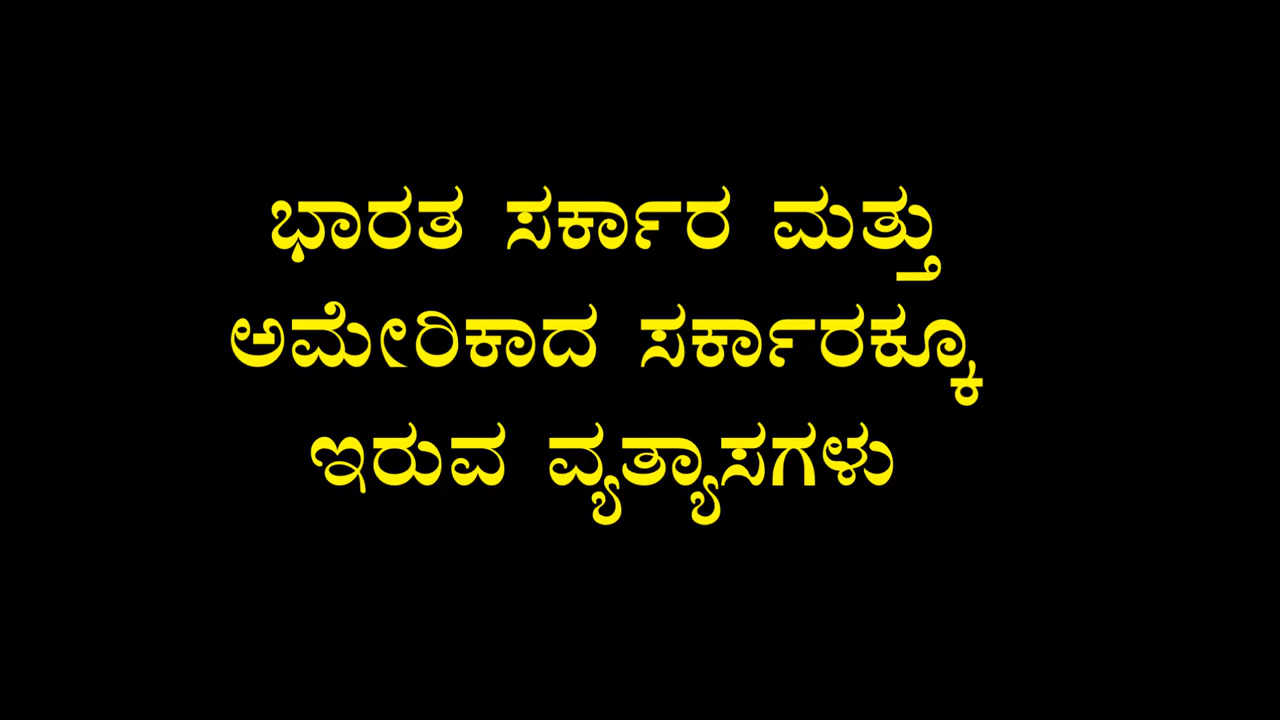 ಭಾರತ ಸರ್ಕಾರ ಮತ್ತು
ಅಮೇರಿಕಾದ ಸರ್ಕಾರಕ್ಕೂ
ಇರುವ ವ್ಯತ್ಯಾಸಗಳು